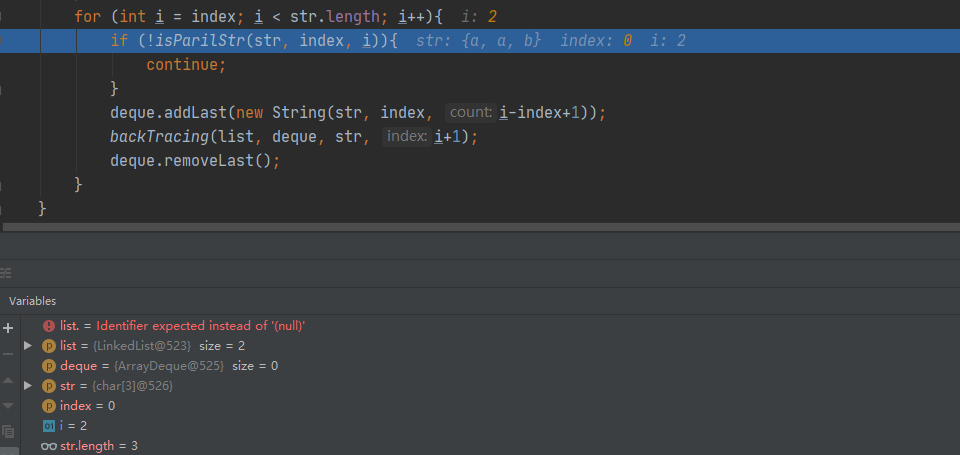 for (int i = index; i < str.length; i++){ i: 2
if (!isParilStr(str, index, i)){ str: {a, a, b} index: 0 i: 2
continue;
}
deque.addLast(new String(str, index, count: i-index+1));
backTracing(list, deque, str, index: i+1);
deque.removeLast();
}
}
Variables
list. = Identifier expected instead of '(null)'
p list = {LinkedList@523} size = 2
p deque = {ArrayDeque@525} size = 0
p str = {char[3]@526}
p index = 0
01 i = 2
str.length = 3